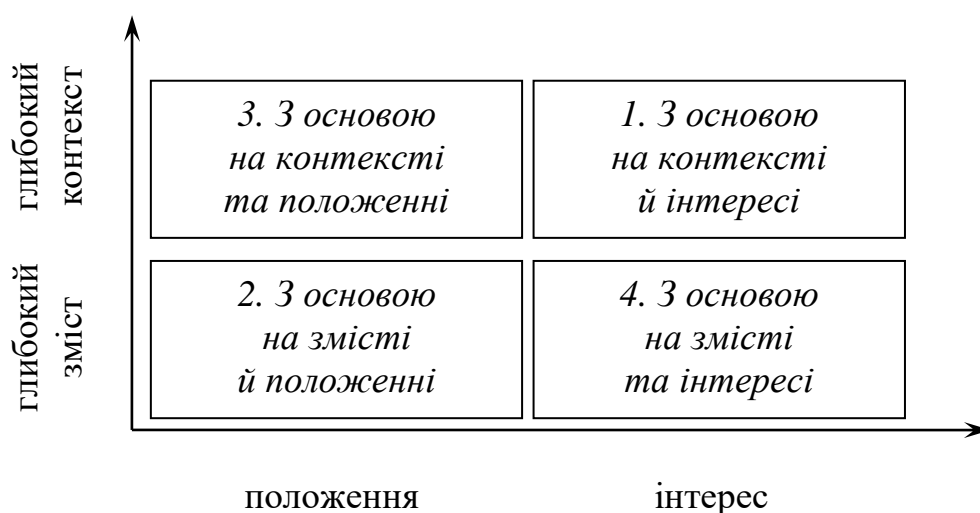 глибокий
контекст
3. З основою
на контексті
та положенні
1. З основою
на контексті
й інтересі
глибокий
зміст
2. З основою
на змісті
й положенні
4. З основою
на змісті
та інтересі
положення
інтерес